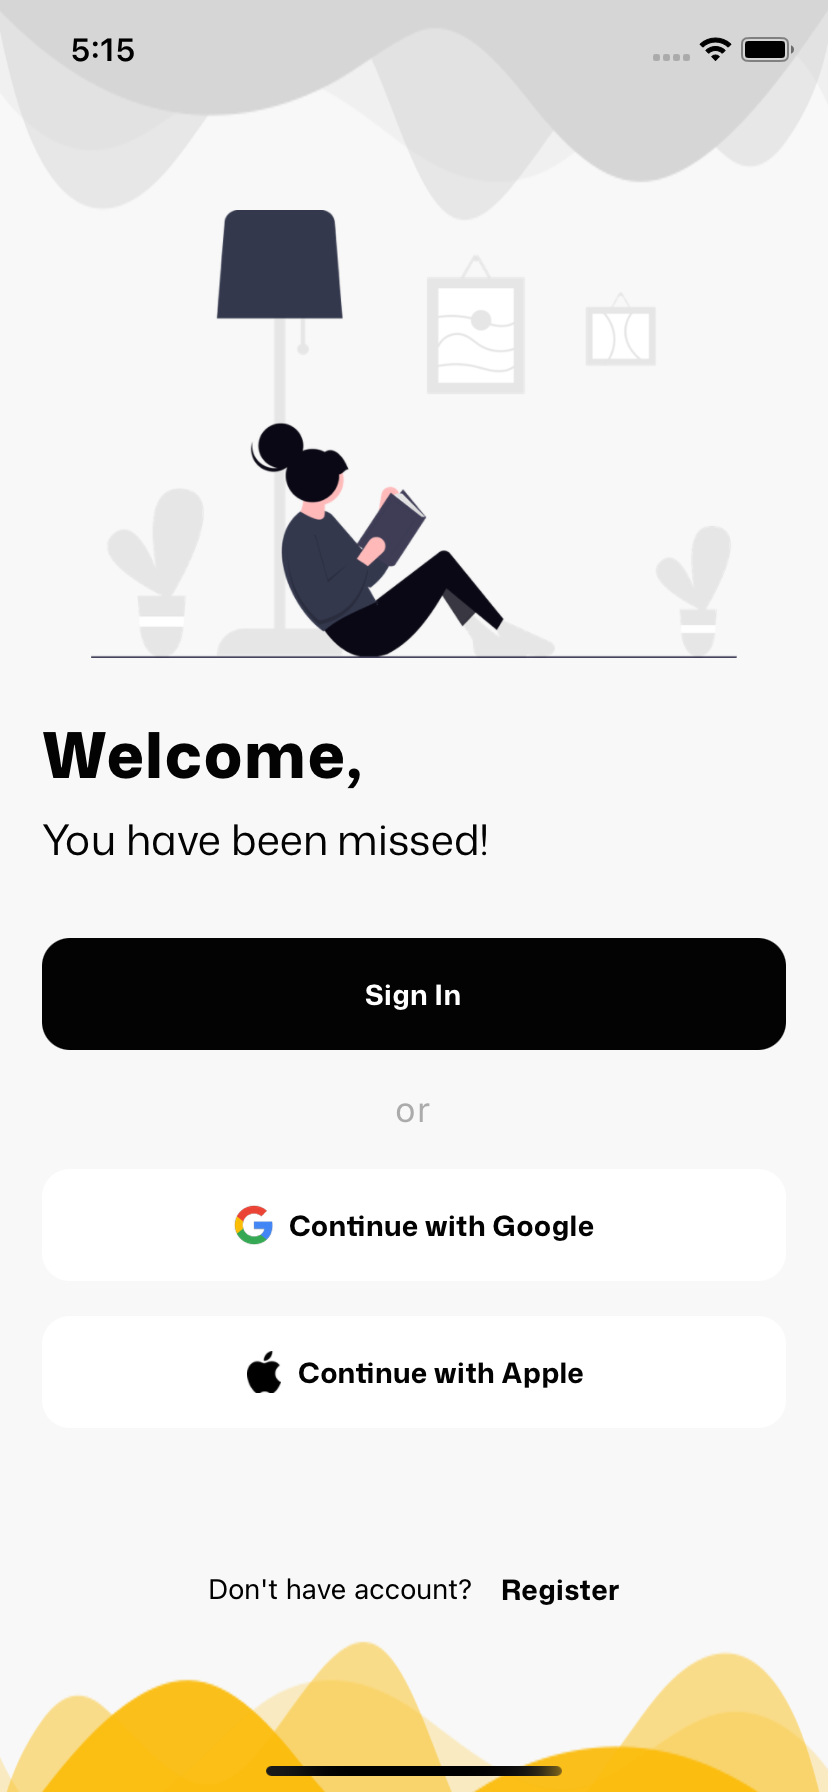 5:15
Welcome,
You have been missed!
Sign In
or
Continue with Google
Continue with Apple
Don't have account? Register